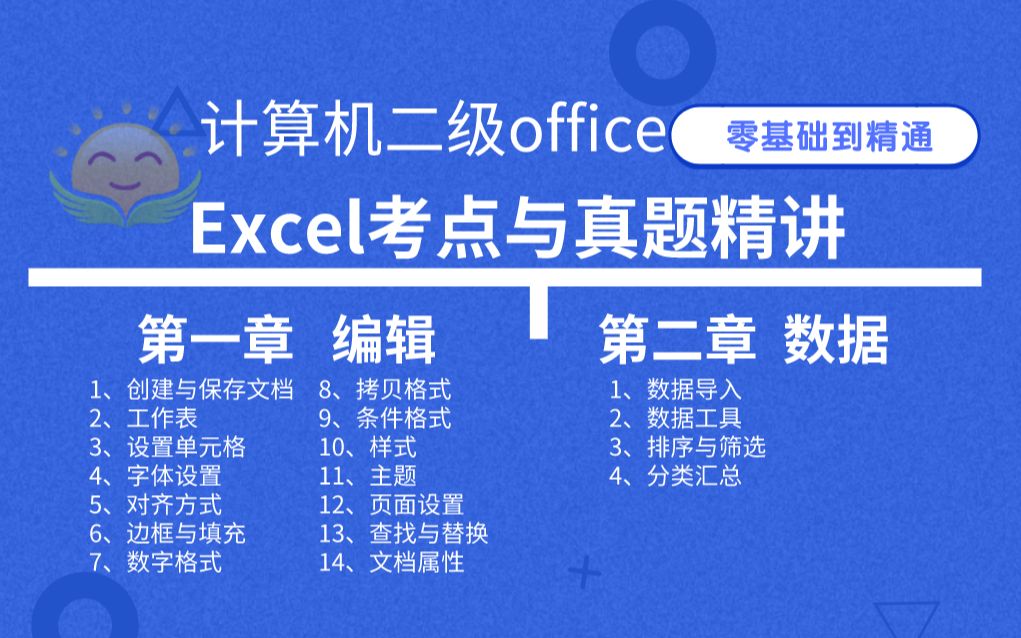 计算机二级office
零基础到精通
Excel考点与真题精讲
第一章 编辑
1、创建与保存文档
2、工作表
3、设置单元格
4、字体设置
5、对齐方式
6、边框与填充
7、数字格式
8、拷贝格式
9、条件格式
10、样式
11、主题
12、页面设置
13、查找与替换
14、文档属性
第二章 数据
1、数据导入
2、数据工具
3、排序与筛选
4、分类汇总